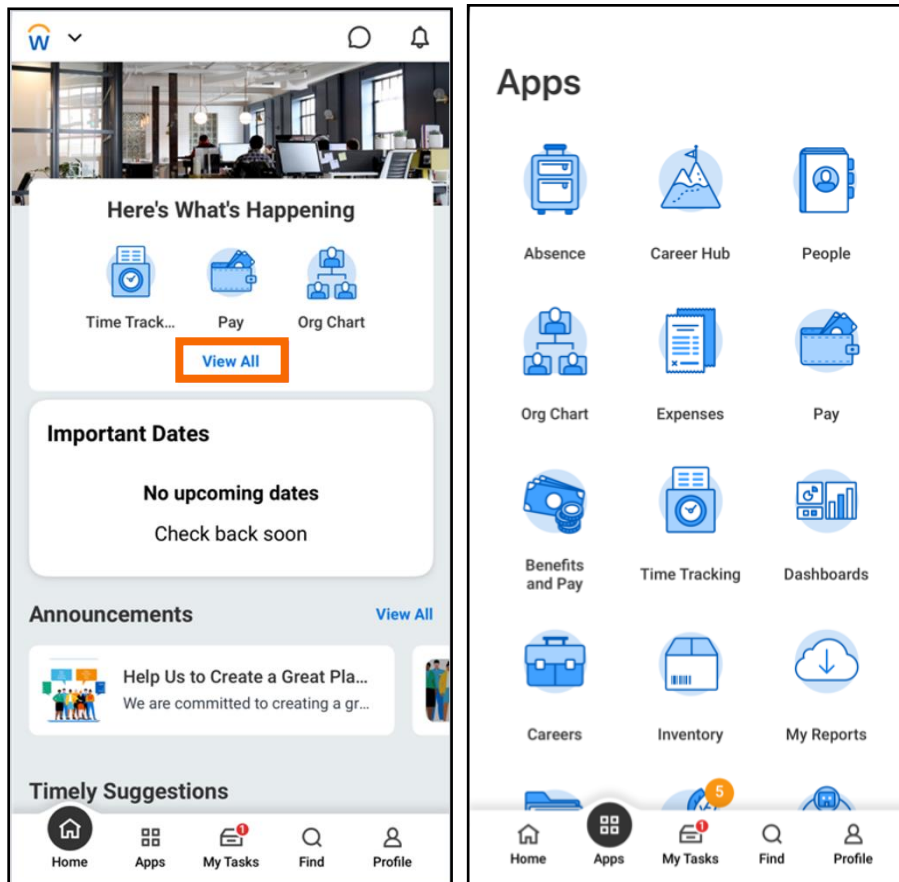 W
Here's What's Happening
Time Track...
Pay
Org Chart
View All
Important Dates
No upcoming dates
Check back soon
Announcements
View All
Help Us to Create a Great Pla...
We are committed to creating a gr...
Timely Suggestions
1
Home
Apps
My Tasks
Find
Profile
Apps
Absence
Career Hub
People
Org Chart
Expenses
Pay
Benefits
and Pay
Time Tracking
Dashboards
Careers
Inventory
My Reports
5
1
Home
Apps
My Tasks
Find
Profile